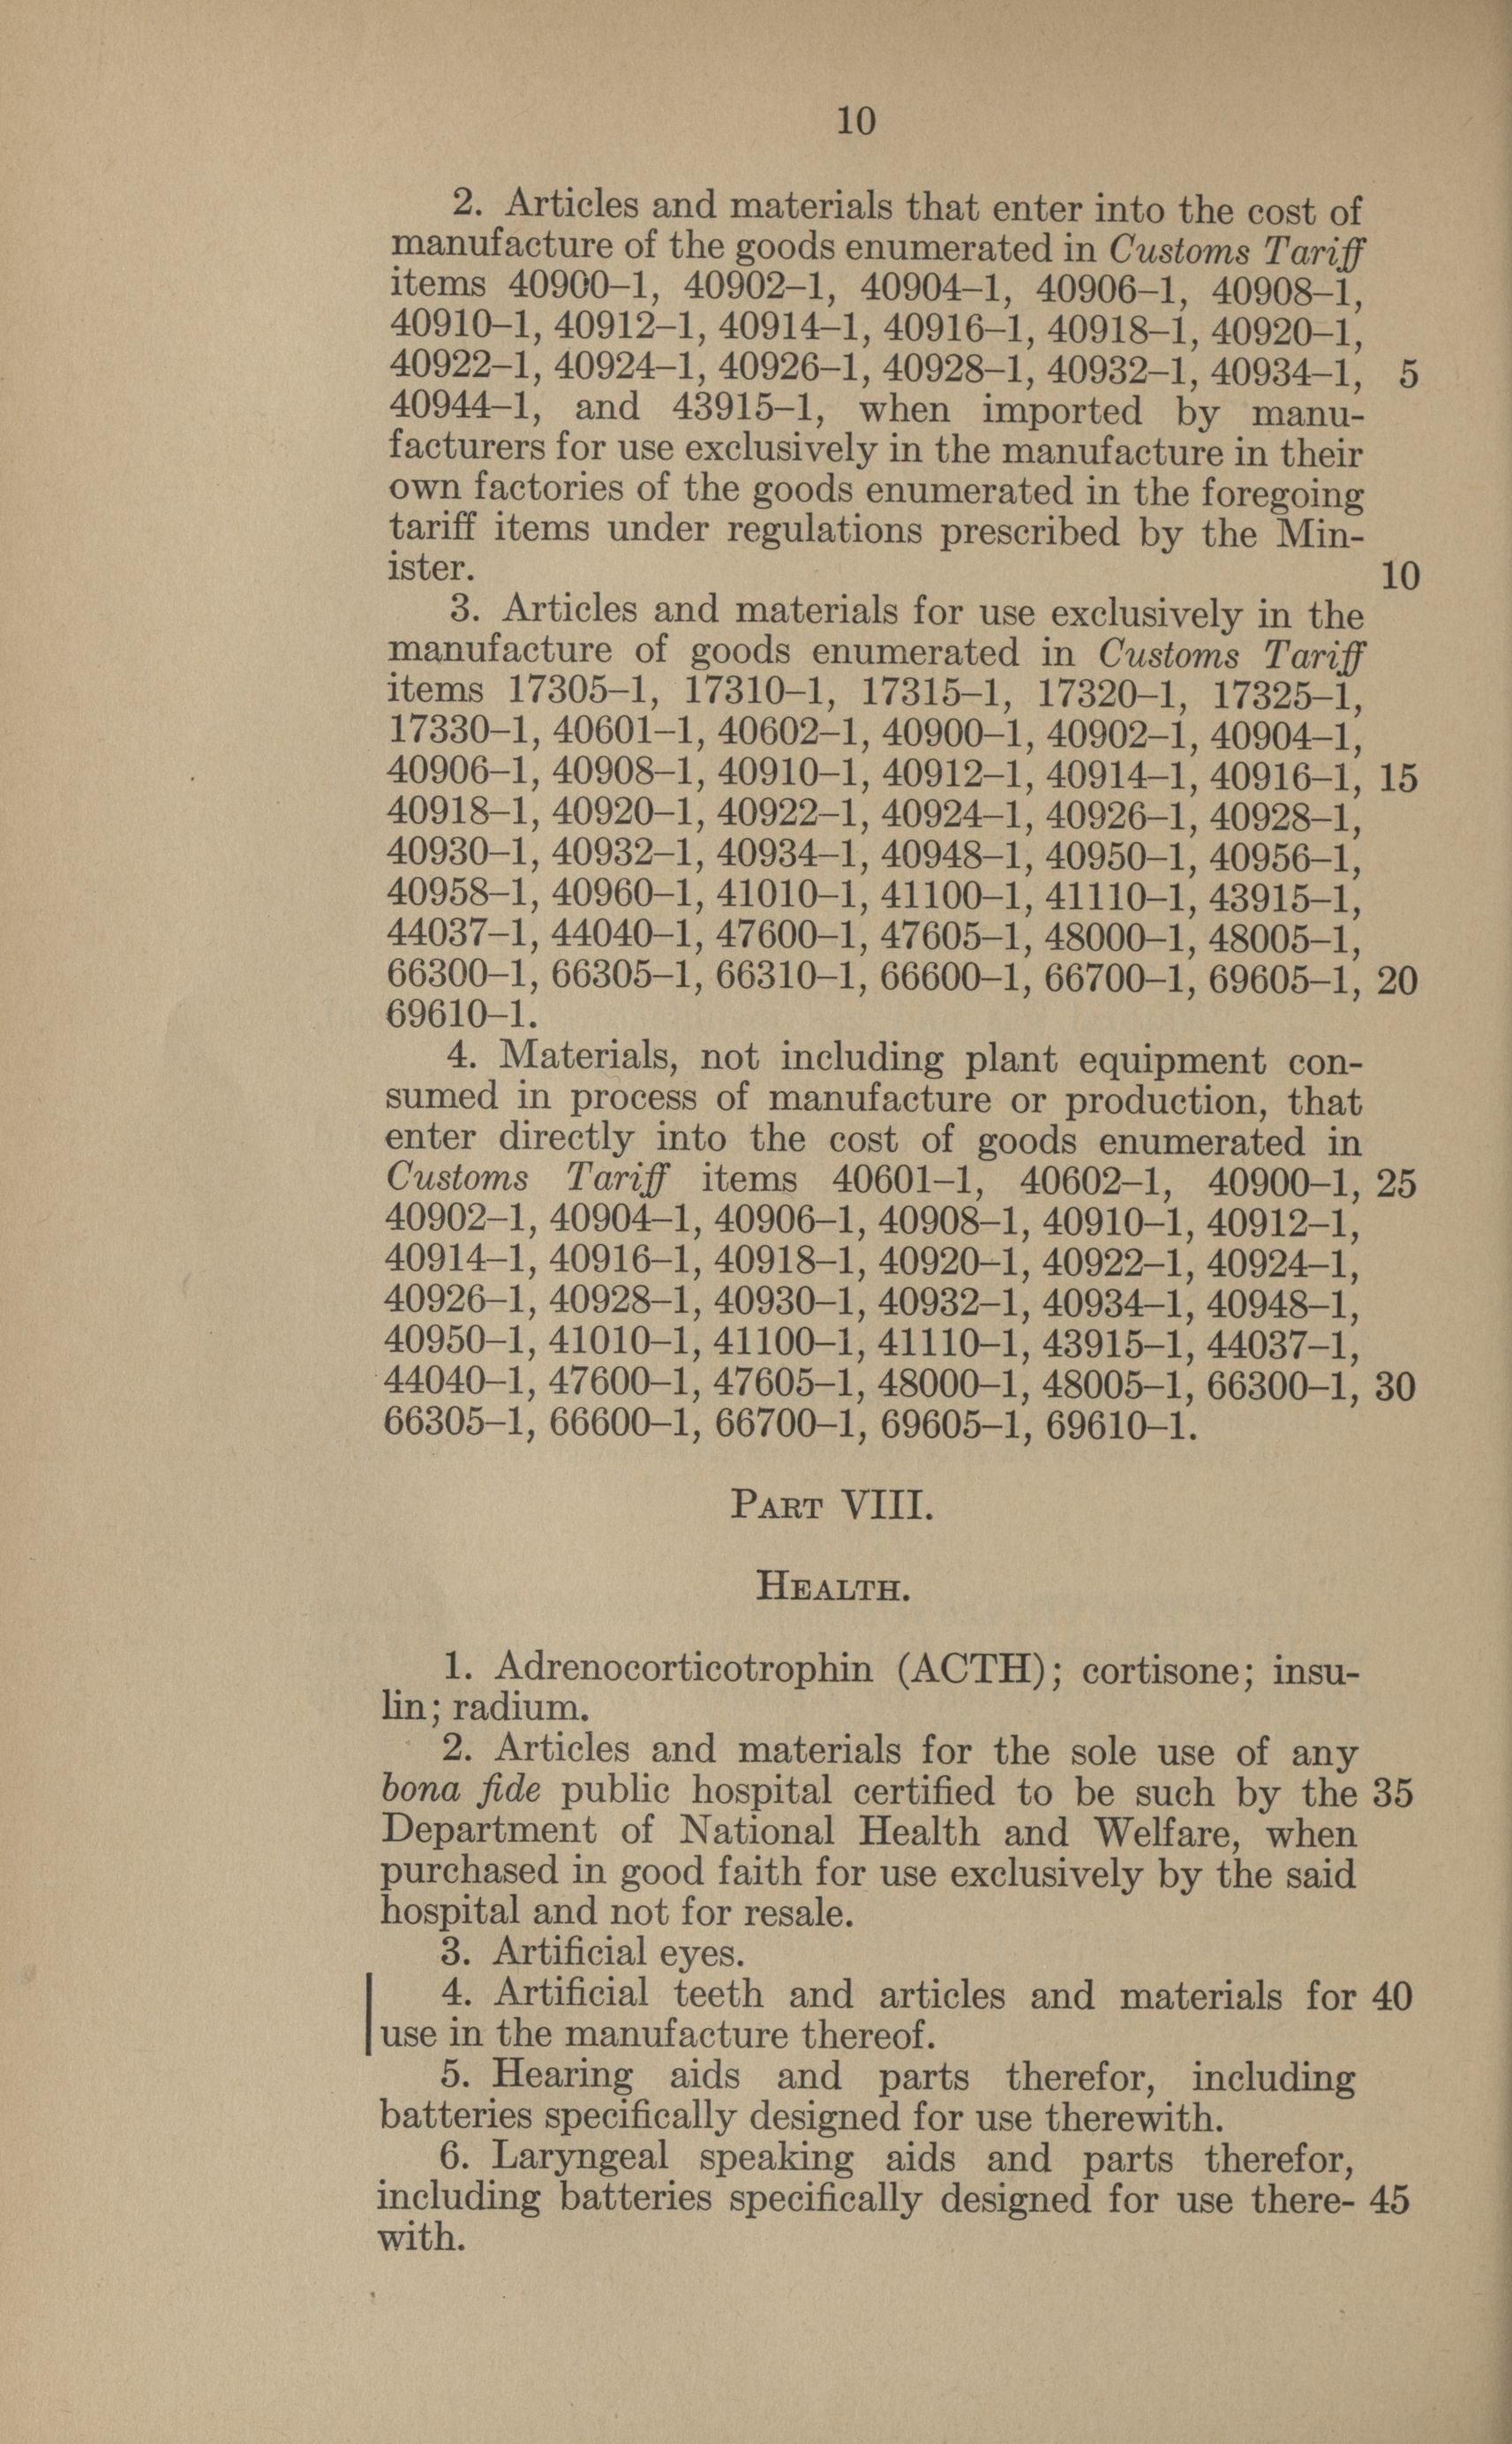 10
2. Articles and materials that enter into the cost of
manufacture of the goods enumerated in Customs Tariff
items 40900–1, 40902–1, 40904–1, 40906–1, 40908–1,
40910–1, 40912–1, 40914–1, 40916–1, 40918–1, 40920–1,
40922–1, 40924–1, 40926–1, 40928–1, 40932–1, 40934–1, 5
40944–1, and 43915–1, when imported by manu-
facturers for use exclusively in the manufacture in their
own factories of the goods enumerated in the foregoing
tariff items under regulations prescribed by the Min-
ister. 10
3. Articles and materials for use exclusively in the
manufacture of goods enumerated in Customs Tariff
items 17305–1, 17310–1, 17315–1, 17320–1, 17325–1,
17330–1, 40601–1, 40602–1, 40900–1, 40902–1, 40904–1,
40906–1, 40908–1, 40910–1, 40912–1, 40914–1, 40916–1, 15
40918–1, 40920–1, 40922–1, 40924–1, 40926–1, 40928–1,
40930–1, 40932–1, 40934–1, 40948–1, 40950–1, 40956–1,
40958–1, 40960–1, 41010–1, 41100–1, 41110–1, 43915–1,
44037–1, 44040–1, 47600–1, 47605–1, 48000–1, 48005–1,
66300–1, 66305–1, 66310–1, 66600–1, 66700–1, 69605–1, 20
69610–1.
4. Materials, not including plant equipment con-
sumed in process of manufacture or production, that
enter directly into the cost of goods enumerated in
Customs Tariff items 40601–1, 40602–1, 40900–1, 25
40902–1, 40904–1, 40906–1, 40908–1, 40910–1, 40912–1,
40914–1, 40916–1, 40918–1, 40920–1, 40922–1, 40924–1,
40926–1, 40928–1, 40930–1, 40932–1, 40934–1, 40948–1,
40950–1, 41010–1, 41100–1, 41110–1, 43915–1, 44037–1,
44040–1, 47600–1, 47605–1, 48000–1, 48005–1, 66300–1, 30
66305–1, 66600–1, 66700–1, 69605–1, 69610–1.
PART VIII.
HEALTH.
1. Adrenocorticotrophin (ACTH); cortisone; insu-
lin; radium.
2. Articles and materials for the sole use of any
bona fide public hospital certified to be such by the 35
Department of National Health and Welfare, when
purchased in good faith for use exclusively by the said
hospital and not for resale.
3. Artificial eyes.
4. Artificial teeth and articles and materials for 40
use in the manufacture thereof.
5. Hearing aids and parts therefor, including
batteries specifically designed for use therewith.
6. Laryngeal speaking aids and parts therefor,
including batteries specifically designed for use there- 45
with.